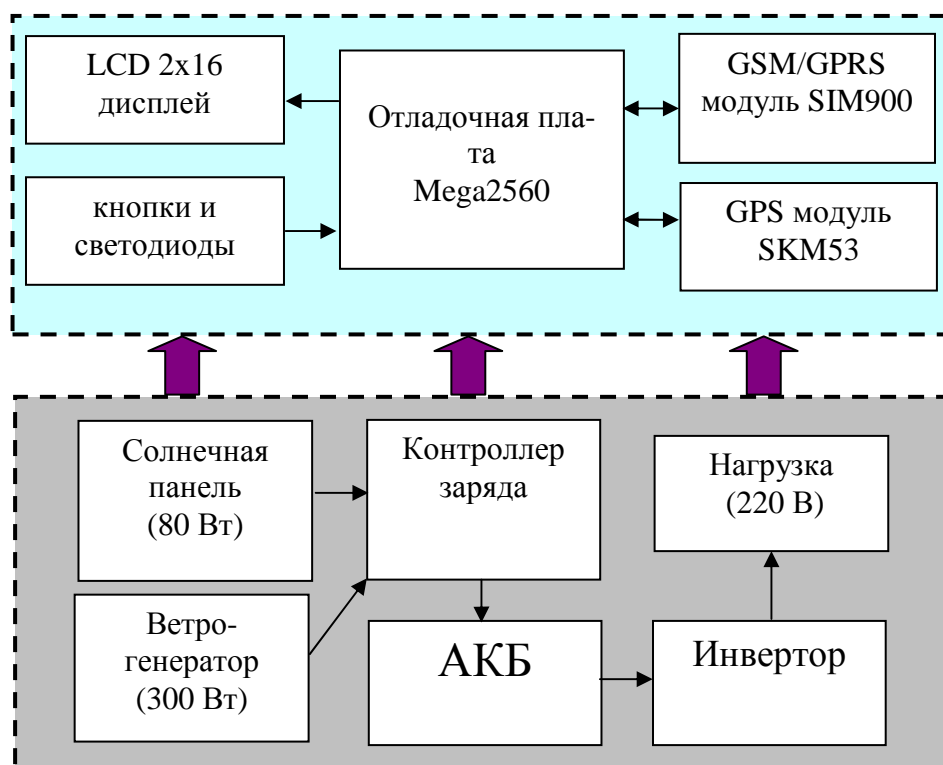 LCD 2x16
дисплей
Отладочная пла-
та
Mega2560
GSM/GPRS
модуль SIM900
кнопки и
светодиоды
GPS модуль
SKM53
Солнечная
панель
(80 Вт)
Контроллер
заряда
Нагрузка
(220 В)
Ветро-
генератор
(300 Вт)
АКБ
Инвертор